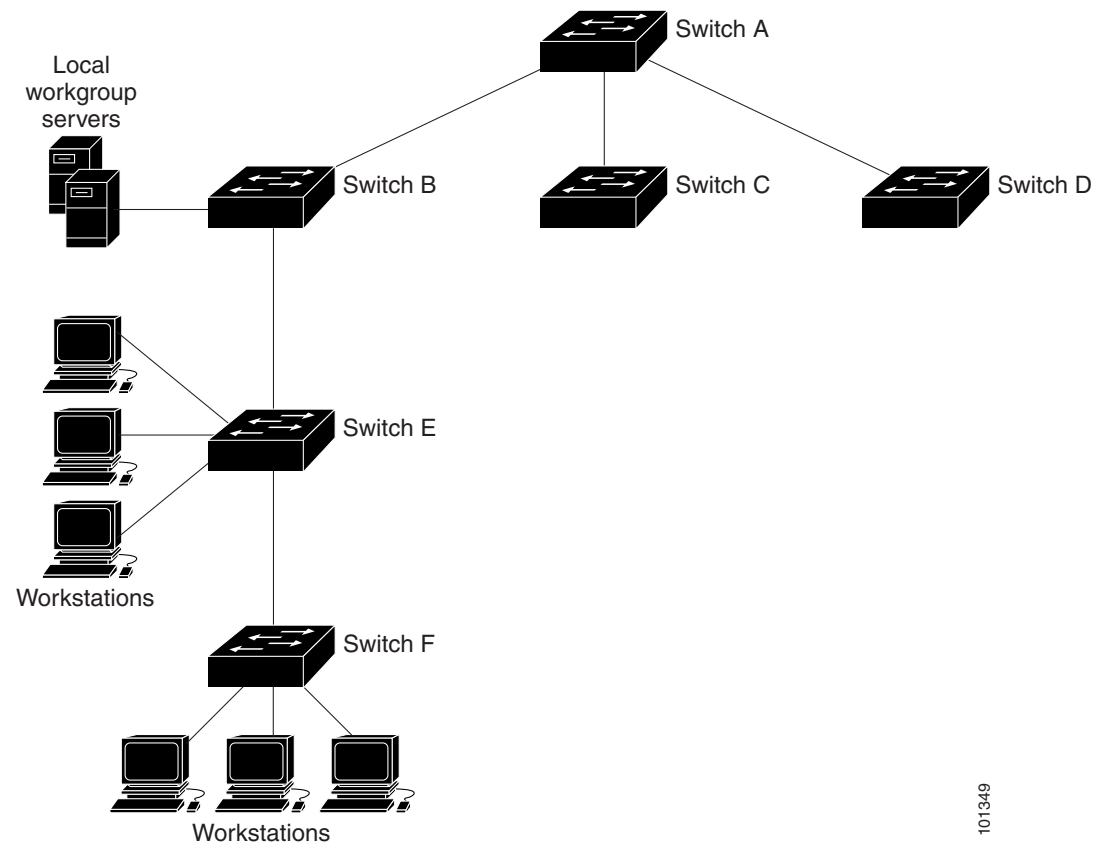 Switch A
Local
workgroup
servers
Switch B
Switch C
Switch D
Switch E
Workstations
Switch F
Workstations
101349